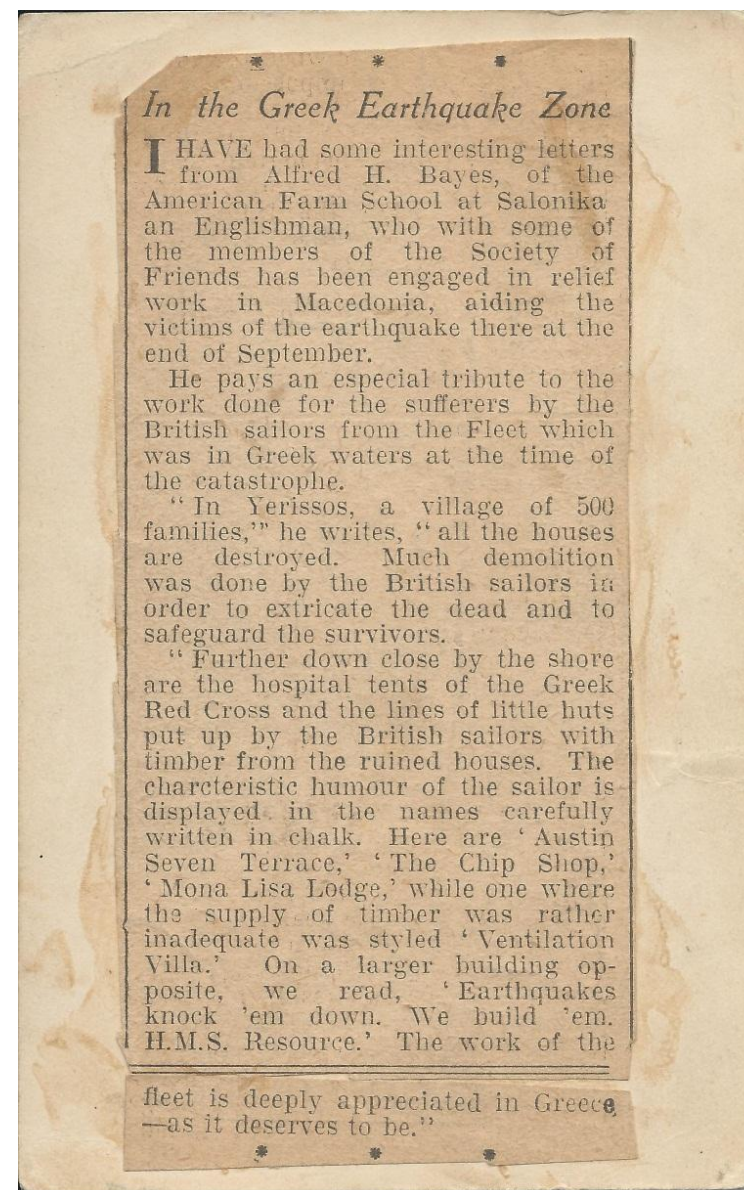 * * *
In the Greek Earthquake Zone
I HAVE had some interesting letters
from Alfred H. Bayes, of the
American Farm School at Salonika
an Englishman, who with some of
the members of the Society of
Friends has been engaged in relief
work in Macedonia, aiding the
victims of the earthquake there at the
end of September.
He pays an especial tribute to the
work done for the sufferers by the
British sailors from the Fleet which
was in Greek waters at the time of
the catastrophe.
“ In Yerissos, a village of 500
families,’” he writes, “ all the houses
are destroyed. Much demolition
was done by the British sailors in
order to extricate the dead and to
safeguard the survivors.
“ Further down close by the shore
are the hospital tents of the Greek
Red Cross and the lines of little huts
put up by the British sailors with
timber from the ruined houses. The
charcteristic humour of the sailor is
displayed in the names carefully
written in chalk. Here are ‘ Austin
Seven Terrace,’ ‘ The Chip Shop,’
‘ Mona Lisa Lodge,’ while one where
the supply of timber was rather
inadequate was styled ‘ Ventilation
Villa.’ On a larger building op-
posite, we read, ‘ Earthquakes
knock ’em down. We build ’em.
H.M.S. Resource.’ The work of the
fleet is deeply appreciated in Greece
—as it deserves to be.”
* * *